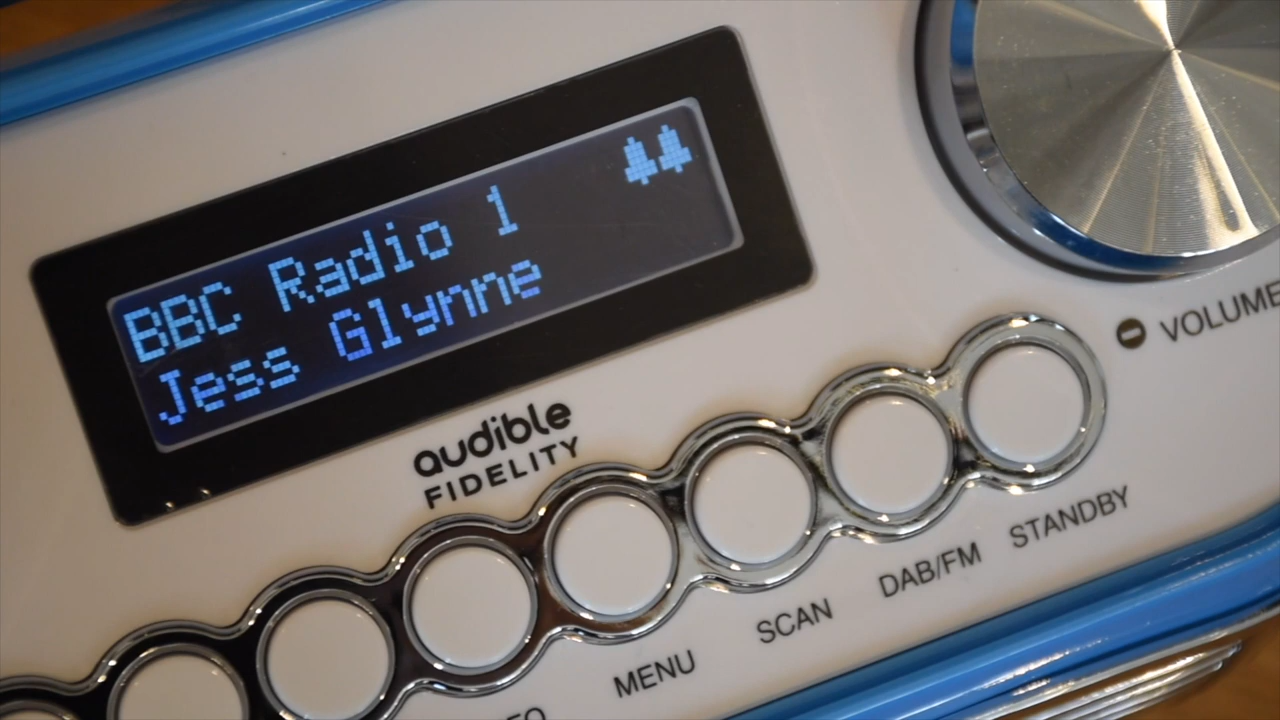 BBC Radio 1
Jess Glynne
audible
FIDELITY
VOLUME
STANDBY
DAB/FM
SCAN
MENU